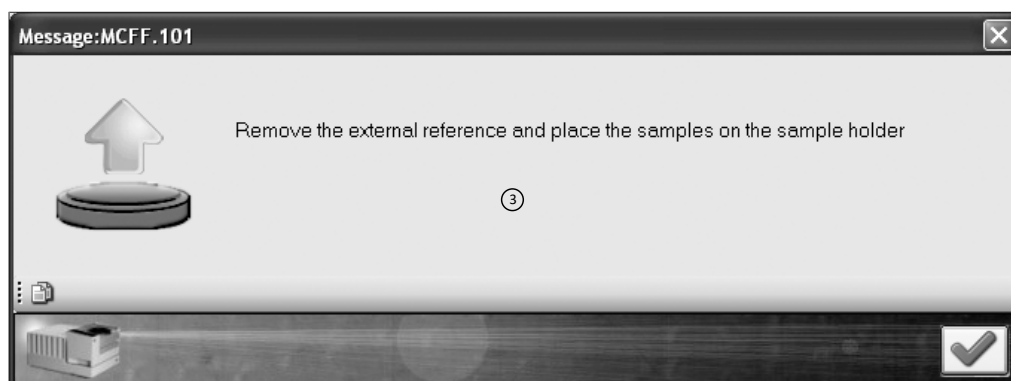 Message:MCFF.101
Remove the external reference and place the samples on the sample holder
③